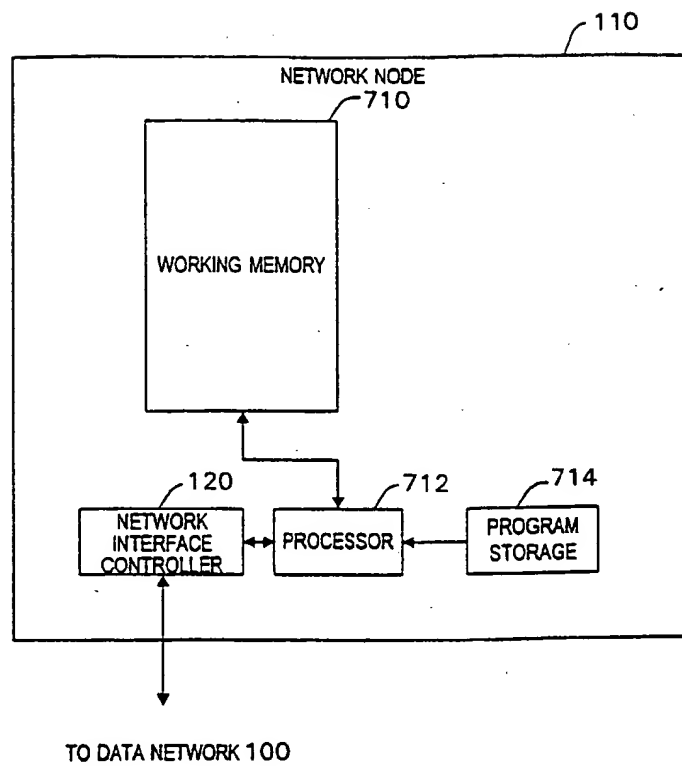 110
NETWORK NODE
710
WORKING MEMORY
120
NETWORK
INTERFACE
CONTROLLER
712
PROCESSOR
714
PROGRAM
STORAGE
TO DATA NETWORK 100